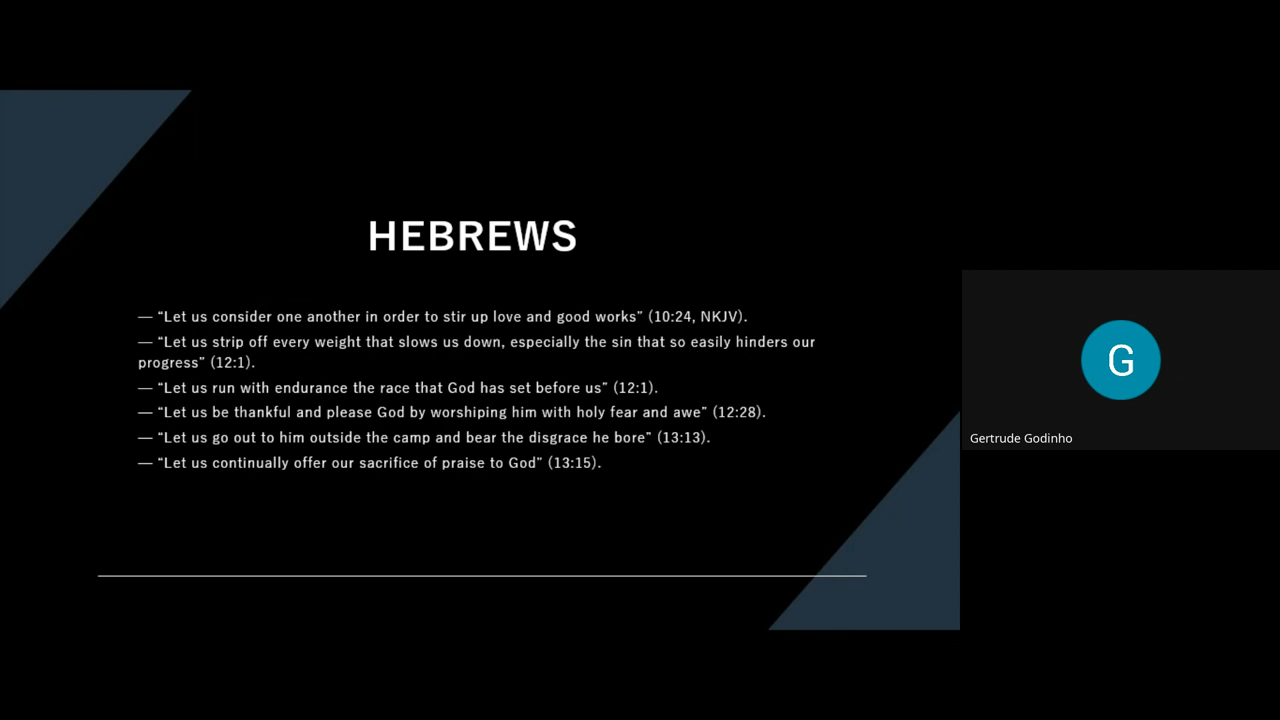 HEBREWS
— “Let us consider one another in order to stir up love and good works” (10:24, NKJV).
— “Let us strip off every weight that slows us down, especially the sin that so easily hinders our
progress” (12:1).
— “Let us run with endurance the race that God has set before us” (12:1).
— “Let us be thankful and please God by worshiping him with holy fear and awe” (12:28).
— “Let us go out to him outside the camp and bear the disgrace he bore” (13:13).
— “Let us continually offer our sacrifice of praise to God” (13:15).
G
Gertrude Godinho